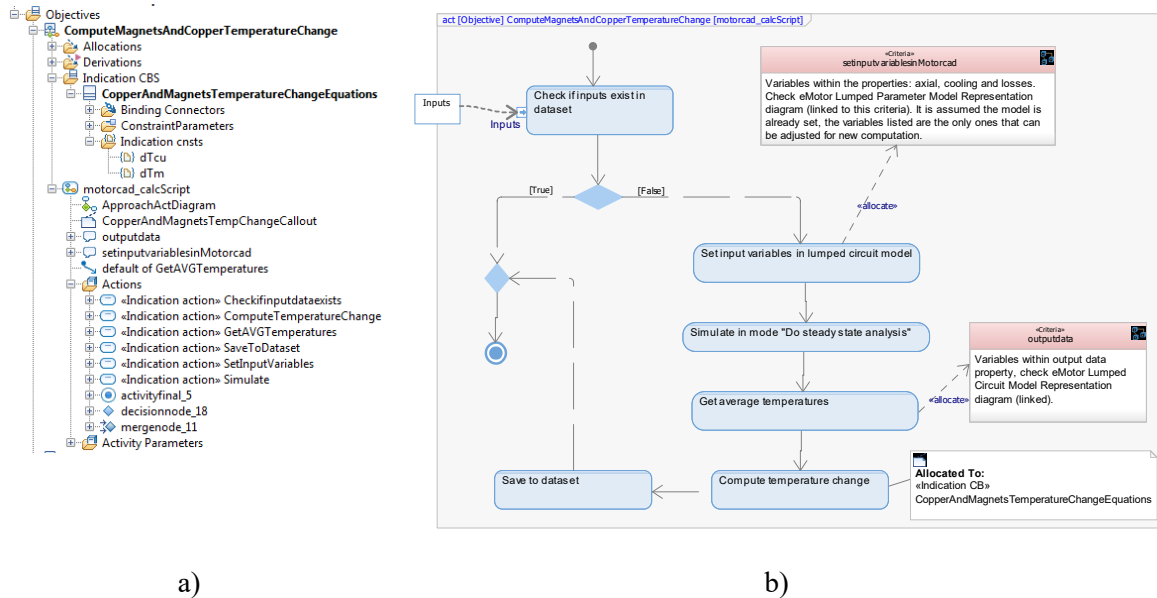 Objectives
ComputeMagnetsAndCopperTemperatureChange
Allocations
Derivations
Indication CBS
CopperAndMagnetsTemperatureChangeEquations
Binding Connectors
ConstraintParameters
Indication cnsts
dTcu
dTm
motorcad_calcScript
ApproachActDiagram
CopperAndMagnetsTempChangeCallout
outputdata
setinputvariablesinMotorcad
default of GetAVGTemperatures
Actions
«Indication action» Checkifinputdataexists
«Indication action» ComputeTemperatureChange
«Indication action» GetAVGTemperatures
«Indication action» SaveToDataset
«Indication action» SetInputVariables
«Indication action» Simulate
activityfinal_5
decisionnode_18
mergenode_11
Activity Parameters
a)
act [Objective] ComputeMagnetsAndCopperTemperatureChange [motorcad_calcScript]
Inputs
Inputs
Check if inputs exist in
dataset
«Criteria»
setinputvariablesinMotorcad
Variables within the properties: axial, cooling and losses.
Check eMotor Lumped Parameter Model Representation
diagram (linked to this criteria). It is assumed the model is
already set, the variables listed are the only ones that can
be adjusted for new computation.
[True]
[False]
«allocate»
Set input variables in lumped circuit model
Simulate in mode "Do steady state analysis"
«Criteria»
outputdata
Variables within output data
property, check eMotor Lumped
Circuit Model Representation
diagram (linked).
Get average temperatures
«allocate»
Save to dataset
Compute temperature change
Allocated To:
«Indication CB»
CopperAndMagnetsTemperatureChangeEquations
b)